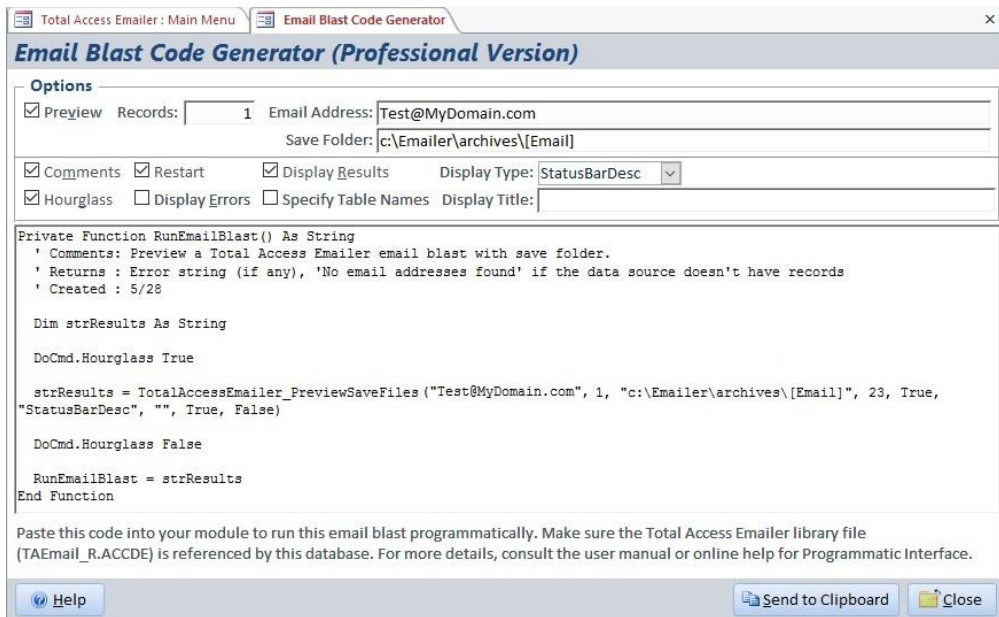 Total Access Emailer : Main Menu Email Blast Code Generator
Email Blast Code Generator (Professional Version)
Options
Preview Records: 1 Email Address: Test@MyDomain.com
Save Folder: c:\Emailer\archives\[Email]
Comments Restart Display Results Display Type: StatusBarDesc
Hourglass Display Errors Specify Table Names Display Title:
Private Function RunEmailBlast() As String
' Comments: Preview a Total Access Emailer email blast with save folder.
' Returns : Error string (if any), 'No email addresses found' if the data source doesn't have records
' Created : 5/28
Dim strResults As String
DoCmd.Hourglass True
strResults = TotalAccessEmailer_PreviewSaveFiles("Test@MyDomain.com", 1, "c:\Emailer\archives\[Email]", 23, True,
"StatusBarDesc", "", True, False)
DoCmd.Hourglass False
RunEmailBlast = strResults
End Function
Paste this code into your module to run this email blast programmatically. Make sure the Total Access Emailer library file
(TAEmail_R.ACCDE) is referenced by this database. For more details, consult the user manual or online help for Programmatic Interface.
Help Send to Clipboard Close